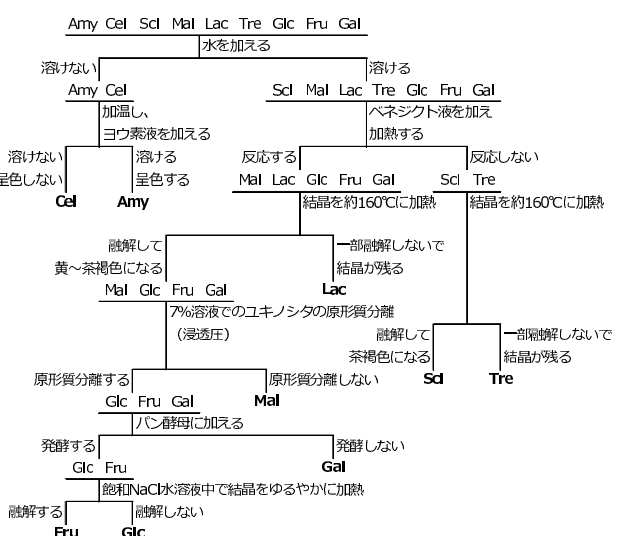 Amy Cel Scl Mal Lac Tre Glc Fru Gal
水を加える
溶けない
溶ける
Amy Cel
Scl Mal Lac Tre Glc Fru Gal
加温し、
ヨウ素液を加える
ベネジクト液を加え
加熱する
溶けない
呈色しない
溶ける
呈色する
反応する
反応しない
Cel
Amy
Mal Lac Glc Fru Gal
Scl Tre
結晶を約160℃に加熱
結晶を約160℃に加熱
融解して
黄～茶褐色になる
一部融解しないで
結晶が残る
Mal Glc Fru Gal
Lac
7%溶液でのユキノシタの原形質分離
（浸透圧）
融解して
茶褐色になる
一部融解しないで
結晶が残る
原形質分離する
原形質分離しない
Scl
Tre
Glc Fru Gal
Mal
パン酵母に加える
発酵する
発酵しない
Glc Fru
Gal
飽和NaCl水溶液中で結晶をゆるやかに加熱
融解する
融解しない
Fru
Glc